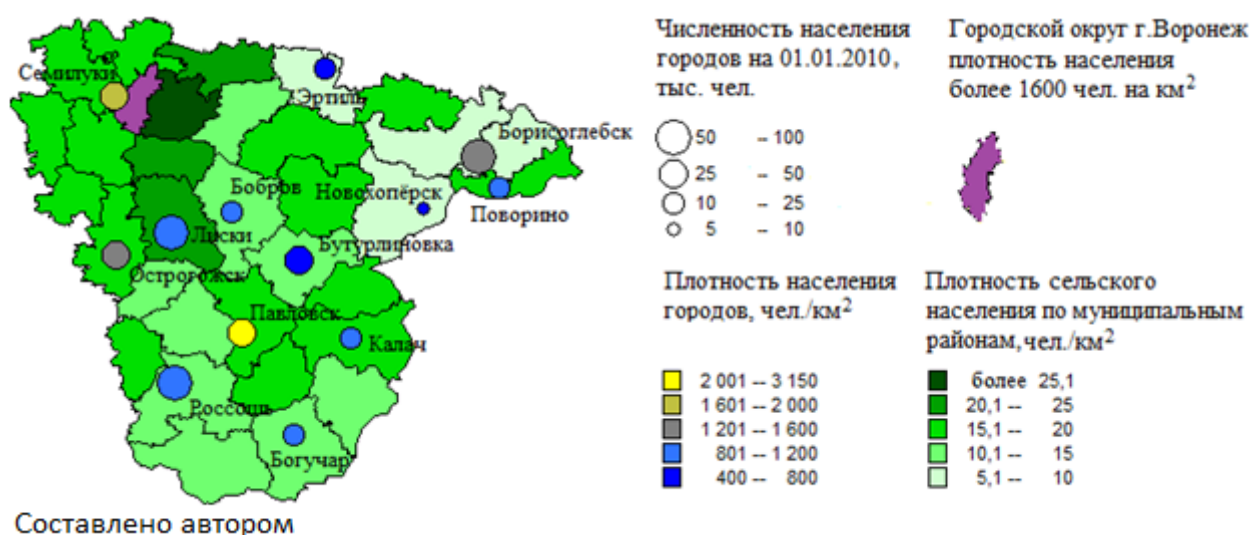 Семилуки
Эртиль
Борисоглебск
Бобров
Новохопёрск
Поворино
Лиски
Бутурлиновка
Острогожск
Павловск
Калач
Россошь
Богучар
Составлено автором
Численность населения
городов на 01.01.2010,
тыс. чел.
50 -- 100
25 -- 50
10 -- 25
5 -- 10
Городской округ г.Воронеж
плотность населения
более 1600 чел. на км²
Плотность населения
городов, чел./км²
2 001 -- 3 150
1 601 -- 2 000
1 201 -- 1 600
801 -- 1 200
400 -- 800
Плотность сельского
населения по муниципальным
районам, чел./км²
более 25,1
20,1 -- 25
15,1 -- 20
10,1 -- 15
5,1 -- 10